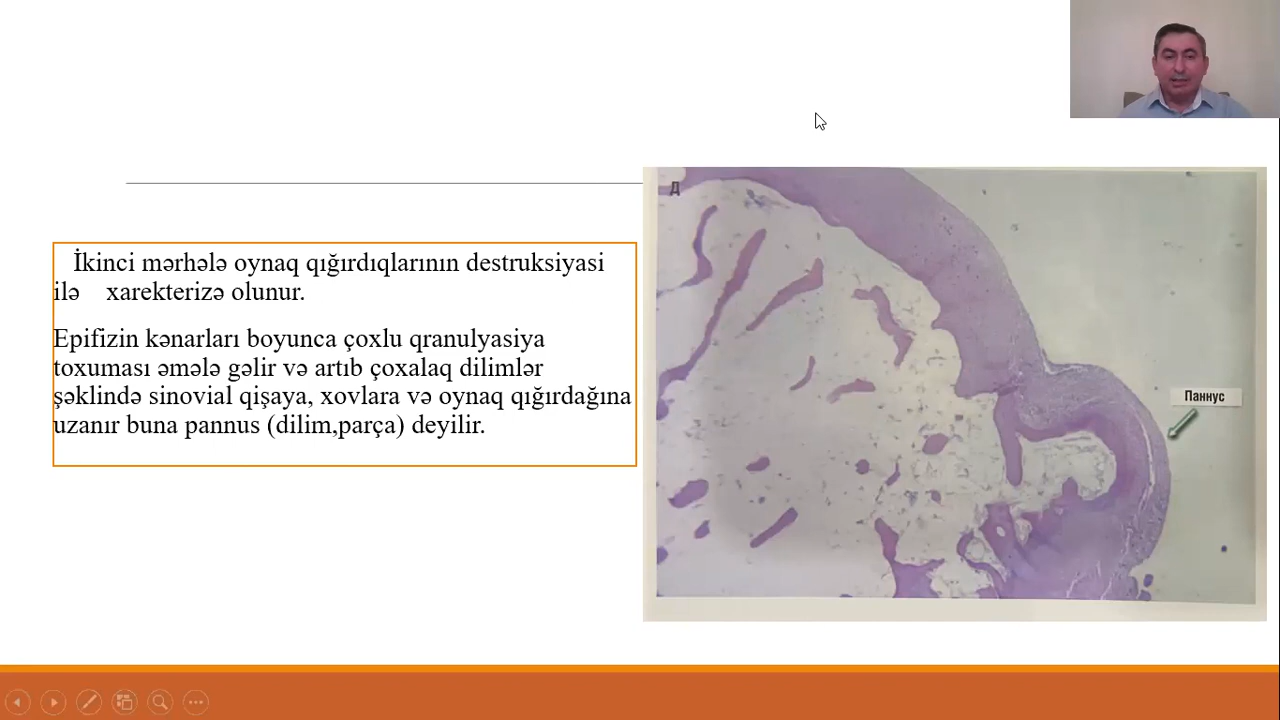 İkinci mərhələ oynaq qığırdıqlarının destruksiyasi
ilə xarekterizə olunur.
Epifizin kənarları boyunca çoxlu qranulyasiya
toxuması əmələ gəlir və artıb çoxalaq dilimlər
şəklində sinovial qişaya, xovlara və oynaq qığırdağına
uzanır buna pannus (dilim,parça) deyilir.
Д
Паннус